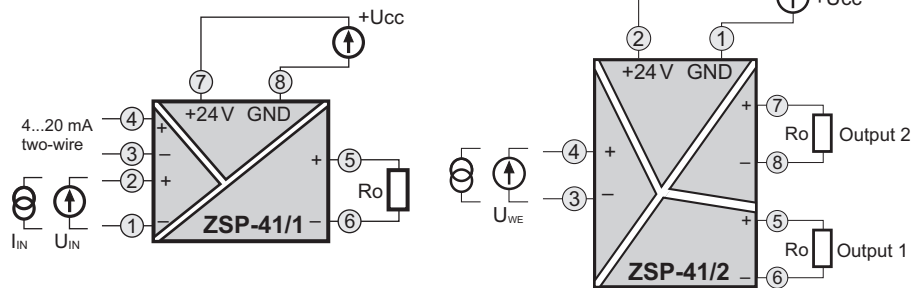 +Ucc
7
8
+24 V GND
4
+
4...20 mA
two-wire
3
−
2
+
1
−
IIN UIN
ZSP-41/1
+
5
Ro
−
6
+Ucc
2
1
+24 V GND
4
+
3
−
UWE
ZSP-41/2
+
7
Ro Output 2
−
8
+
5
Ro Output 1
−
6